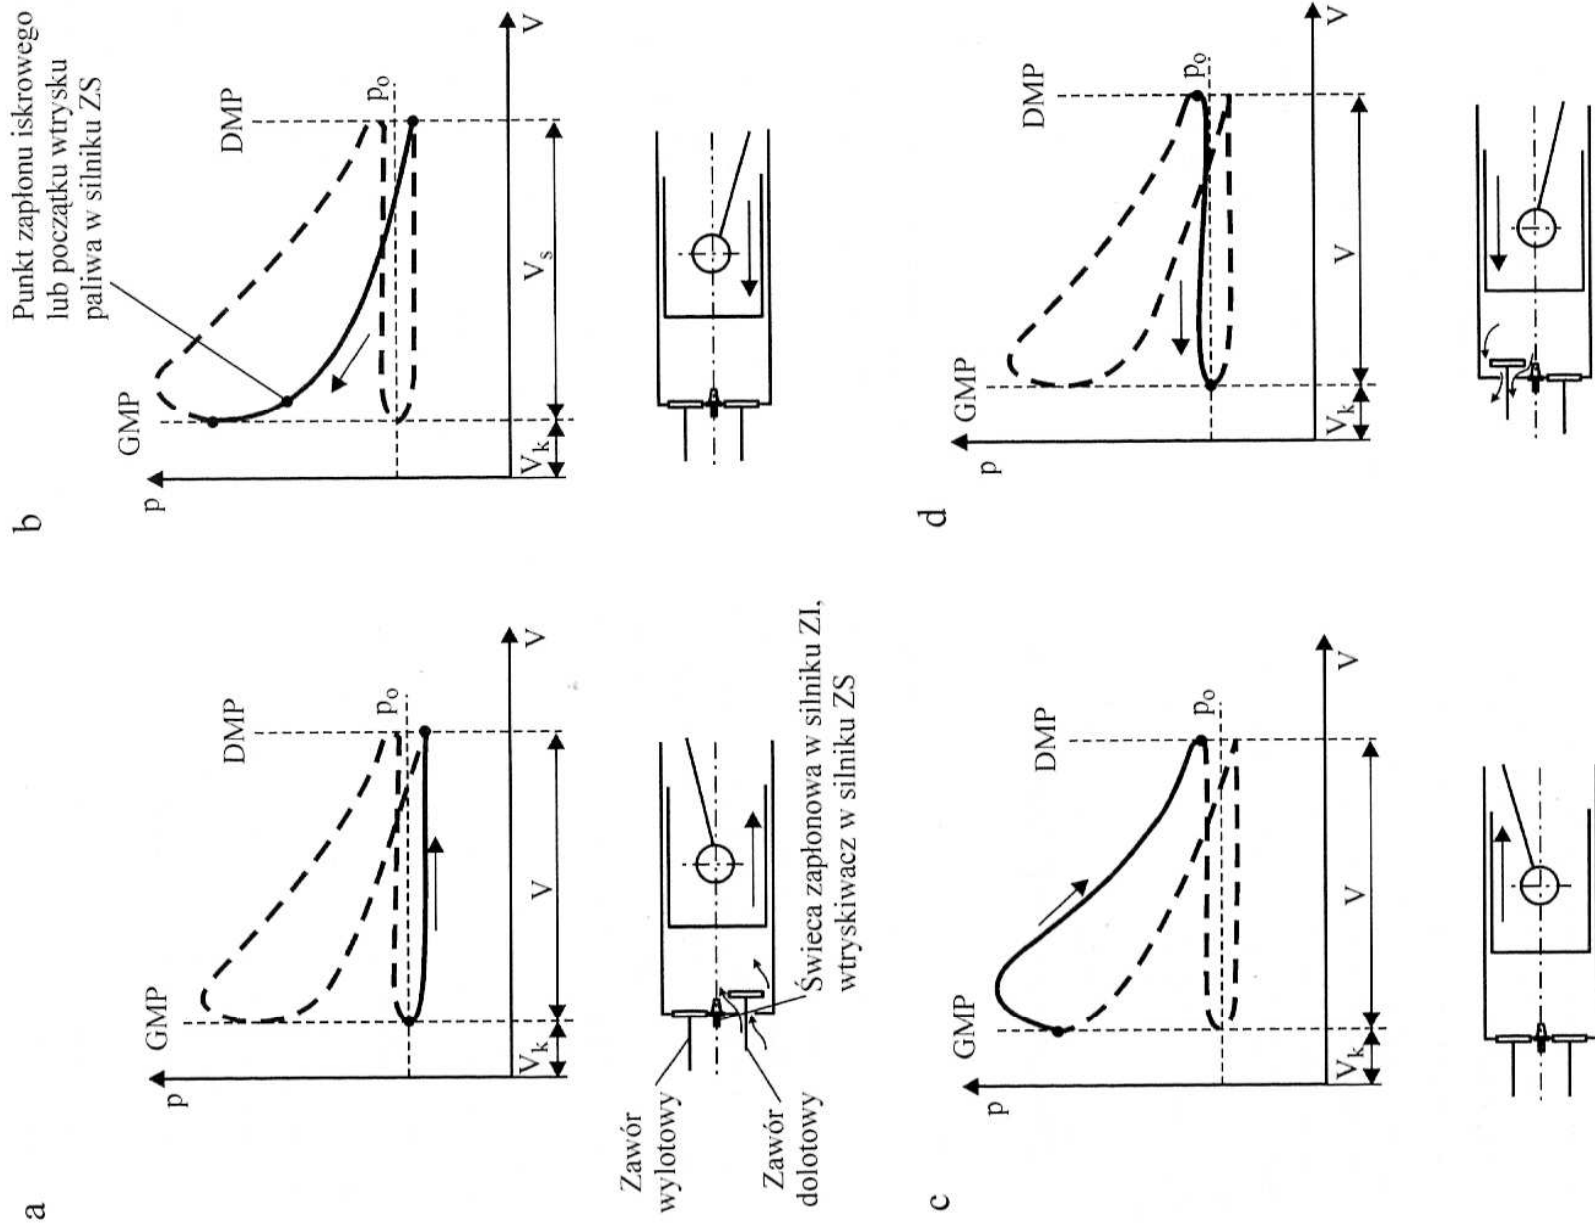 a
p
GMP
DMP
p₀
V
Vk
V
Zawór
wylotowy
Zawór
dolotowy
Świeca zapłonowa w silniku ZI,
wtryskiwacz w silniku ZS
b
Punkt zapłonu iskrowego
lub początku wtrysku
paliwa w silniku ZS
p
GMP
DMP
p₀
V
Vk
Vs
c
p
GMP
DMP
p₀
V
Vk
V
d
p
GMP
DMP
p₀
V
Vk
V